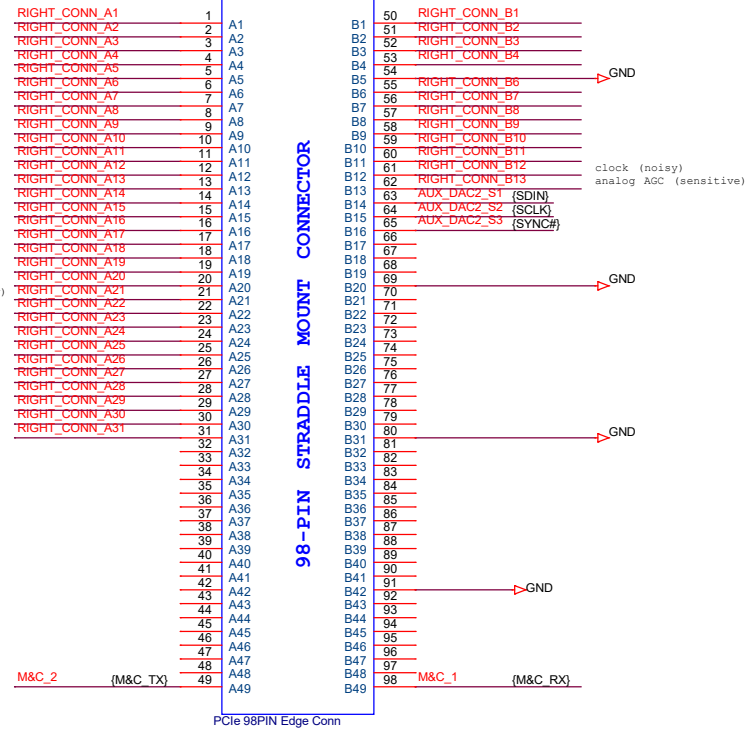 RIGHT_CONN_A1 1 A1 B1 50 RIGHT_CONN_B1
RIGHT_CONN_A2 2 A2 B2 51 RIGHT_CONN_B2
RIGHT_CONN_A3 3 A3 B3 52 RIGHT_CONN_B3
RIGHT_CONN_A4 4 A4 B4 53 RIGHT_CONN_B4
RIGHT_CONN_A5 5 A5 B5 54 GND
RIGHT_CONN_A6 6 A6 B6 55 RIGHT_CONN_B6
RIGHT_CONN_A7 7 A7 B7 56 RIGHT_CONN_B7
RIGHT_CONN_A8 8 A8 B8 57 RIGHT_CONN_B8
RIGHT_CONN_A9 9 A9 B9 58 RIGHT_CONN_B9
RIGHT_CONN_A10 10 A10 B10 59 RIGHT_CONN_B10
RIGHT_CONN_A11 11 A11 B11 60 RIGHT_CONN_B11
RIGHT_CONN_A12 12 A12 B12 61 RIGHT_CONN_B12 clock (noisy)
RIGHT_CONN_A13 13 A13 B13 62 RIGHT_CONN_B13 analog AGC (sensitive)
RIGHT_CONN_A14 14 A14 B14 63 AUX_DAC2_S1 {SDIN}
RIGHT_CONN_A15 15 A15 B15 64 AUX_DAC2_S2 {SCLK}
RIGHT_CONN_A16 16 A16 B16 65 AUX_DAC2_S3 {SYNC#}
RIGHT_CONN_A17 17 A17 B17 66
RIGHT_CONN_A18 18 A18 B18 67
RIGHT_CONN_A19 19 A19 B19 68
RIGHT_CONN_A20 20 A20 B20 69 GND
) RIGHT_CONN_A21 21 A21 B21 70
RIGHT_CONN_A22 22 A22 B22 71
RIGHT_CONN_A23 23 A23 B23 72
RIGHT_CONN_A24 24 A24 B24 73
RIGHT_CONN_A25 25 A25 B25 74
RIGHT_CONN_A26 26 A26 B26 75
RIGHT_CONN_A27 27 A27 B27 76
RIGHT_CONN_A28 28 A28 B28 77
RIGHT_CONN_A29 29 A29 B29 78
RIGHT_CONN_A30 30 A30 B30 79
RIGHT_CONN_A31 31 A31 B31 80 GND
32 A32 B32 81
33 A33 B33 82
34 A34 B34 83
35 A35 B35 84
36 A36 B36 85
37 A37 B37 86
38 A38 B38 87
39 A39 B39 88
40 A40 B40 89
41 A41 B41 90
42 A42 B42 91 GND
43 A43 B43 92
44 A44 B44 93
45 A45 B45 94
46 A46 B46 95
47 A47 B47 96
48 A48 B48 97
M&C_2 {M&C_TX} 49 A49 B49 98 M&C_1 {M&C_RX}
98-PIN STRADDLE MOUNT CONNECTOR
PCIe 98PIN Edge Conn